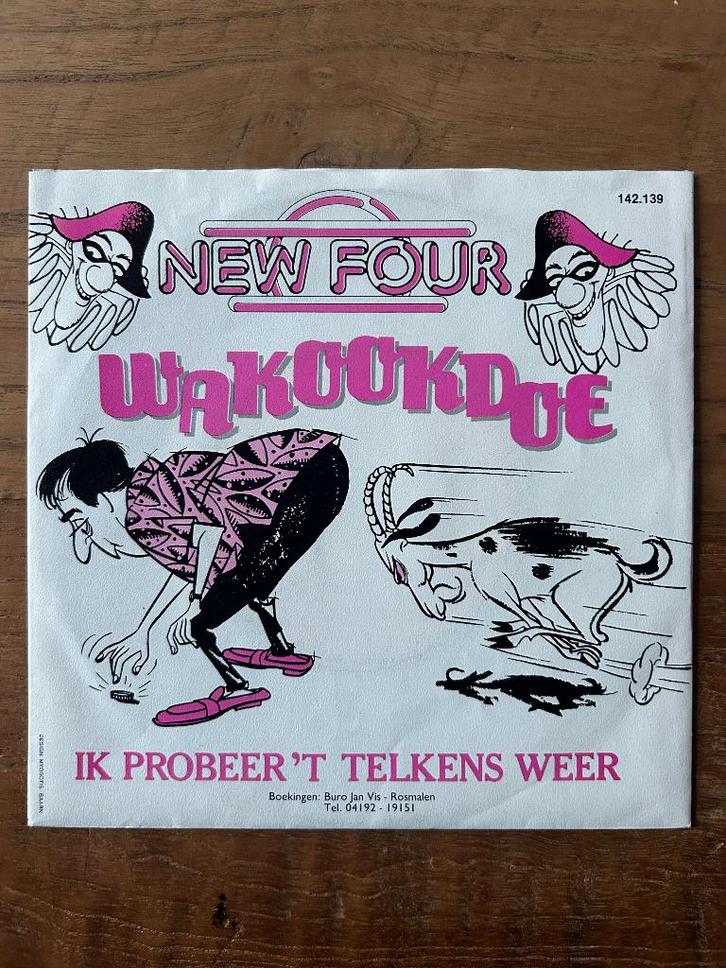 142.139
NEW FOUR
WAKOOKDOE
IK PROBEER 'T TELKENS WEER
Boekingen: Buro Jan Vis - Rosmalen
Tel. 04192 - 19151